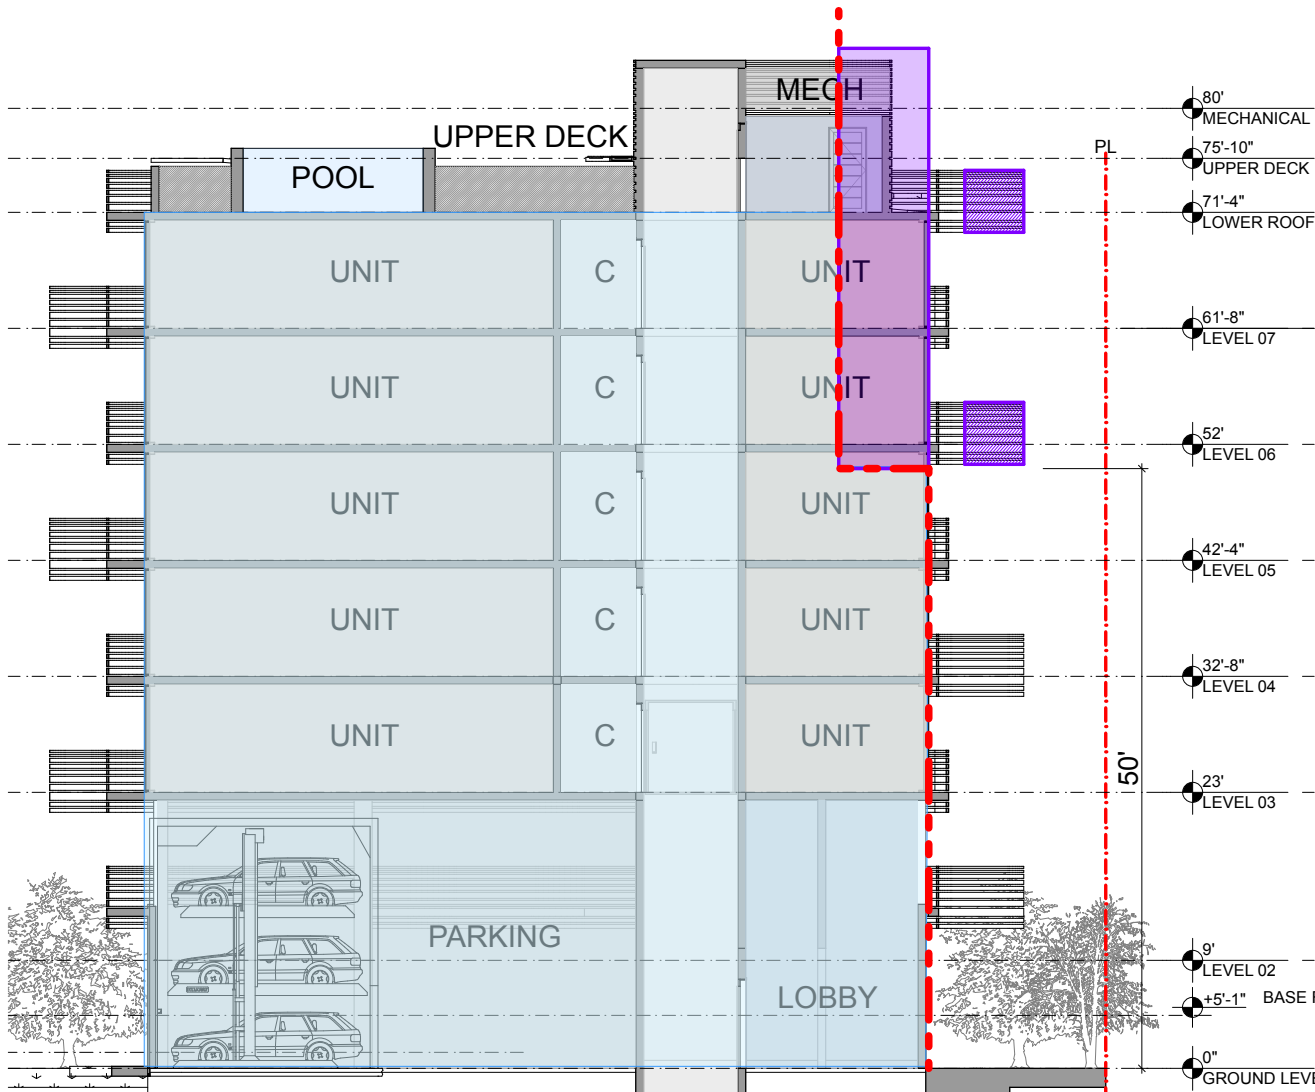 MECH
80'
MECHANICAL
UPPER DECK
PL
75'-10"
UPPER DECK
POOL
71'-4"
LOWER ROOF
UNIT
C
UNIT
61'-8"
LEVEL 07
UNIT
C
UNIT
52'
LEVEL 06
UNIT
C
UNIT
42'-4"
LEVEL 05
UNIT
C
UNIT
32'-8"
LEVEL 04
UNIT
C
UNIT
50'
23'
LEVEL 03
PARKING
9'
LEVEL 02
LOBBY
+5'-1"
BASE
0"
GROUND